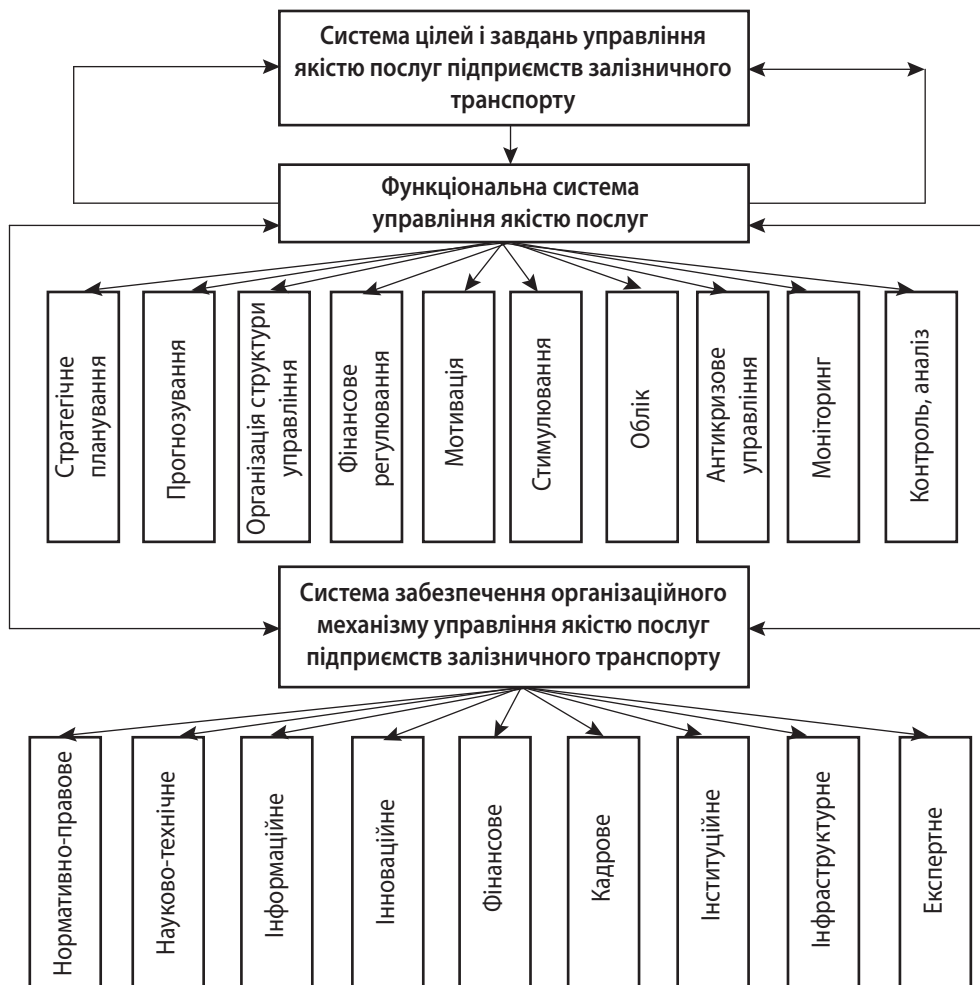 Система цілей і завдань управління
якістю послуг підприємств залізничного
транспорту
Функціональна система
управління якістю послуг
Стратегічне
планування
Прогнозування
Організація структури
управління
Фінансове
регулювання
Мотивація
Стимулювання
Облік
Антикризове
управління
Моніторинг
Контроль, аналіз
Система забезпечення організаційного
механізму управління якістю послуг
підприємств залізничного транспорту
Нормативно-правове
Науково-технічне
Інформаційне
Інноваційне
Фінансове
Кадрове
Інституційне
Інфраструктурне
Експертне